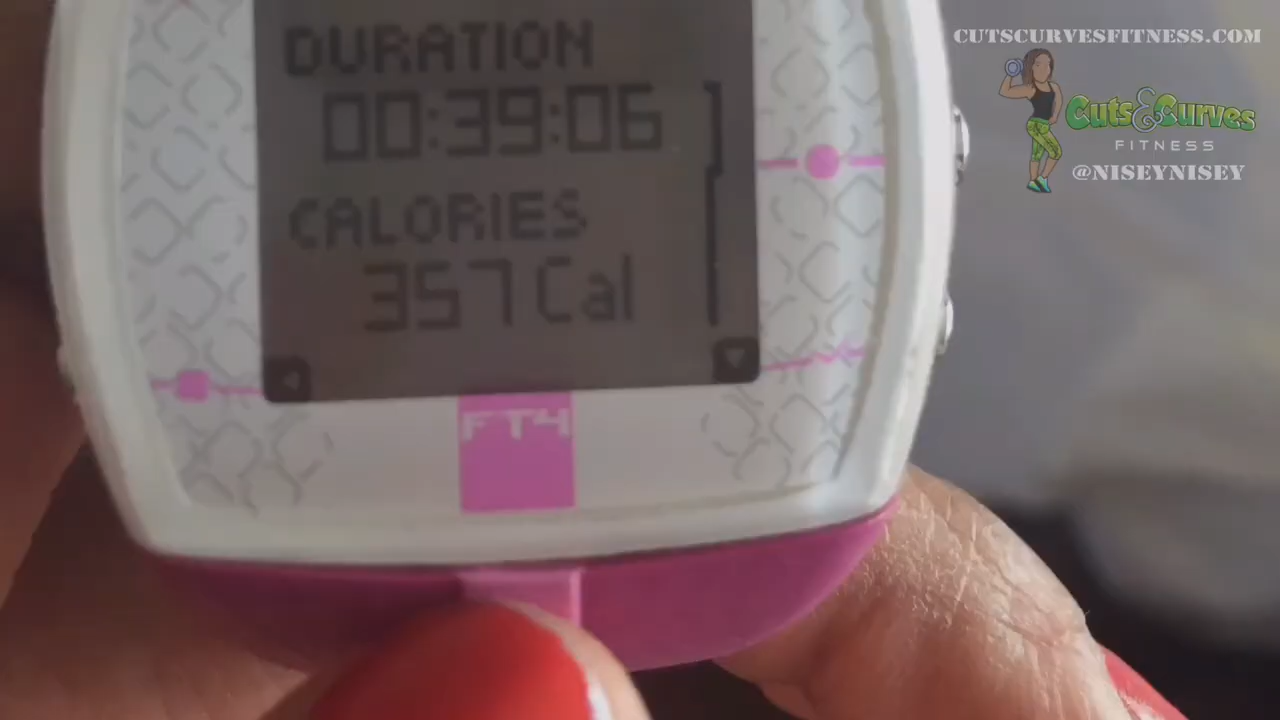 CUTSCURVESFITNESS.COM
Cuts & Curves
FITNESS
@NISEYNISEY
DURATION
00:39:06
CALORIES
357 Cal
FT4